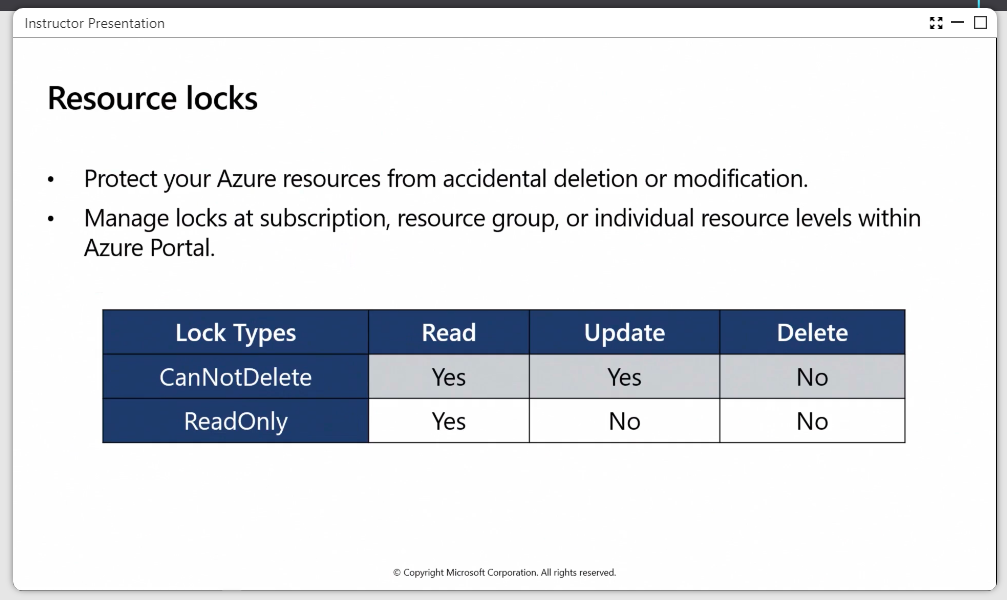 Instructor Presentation
Resource locks
• Protect your Azure resources from accidental deletion or modification.
• Manage locks at subscription, resource group, or individual resource levels within
Azure Portal.
Lock Types Read Update Delete
CanNotDelete Yes Yes No
ReadOnly Yes No No
© Copyright Microsoft Corporation. All rights reserved.